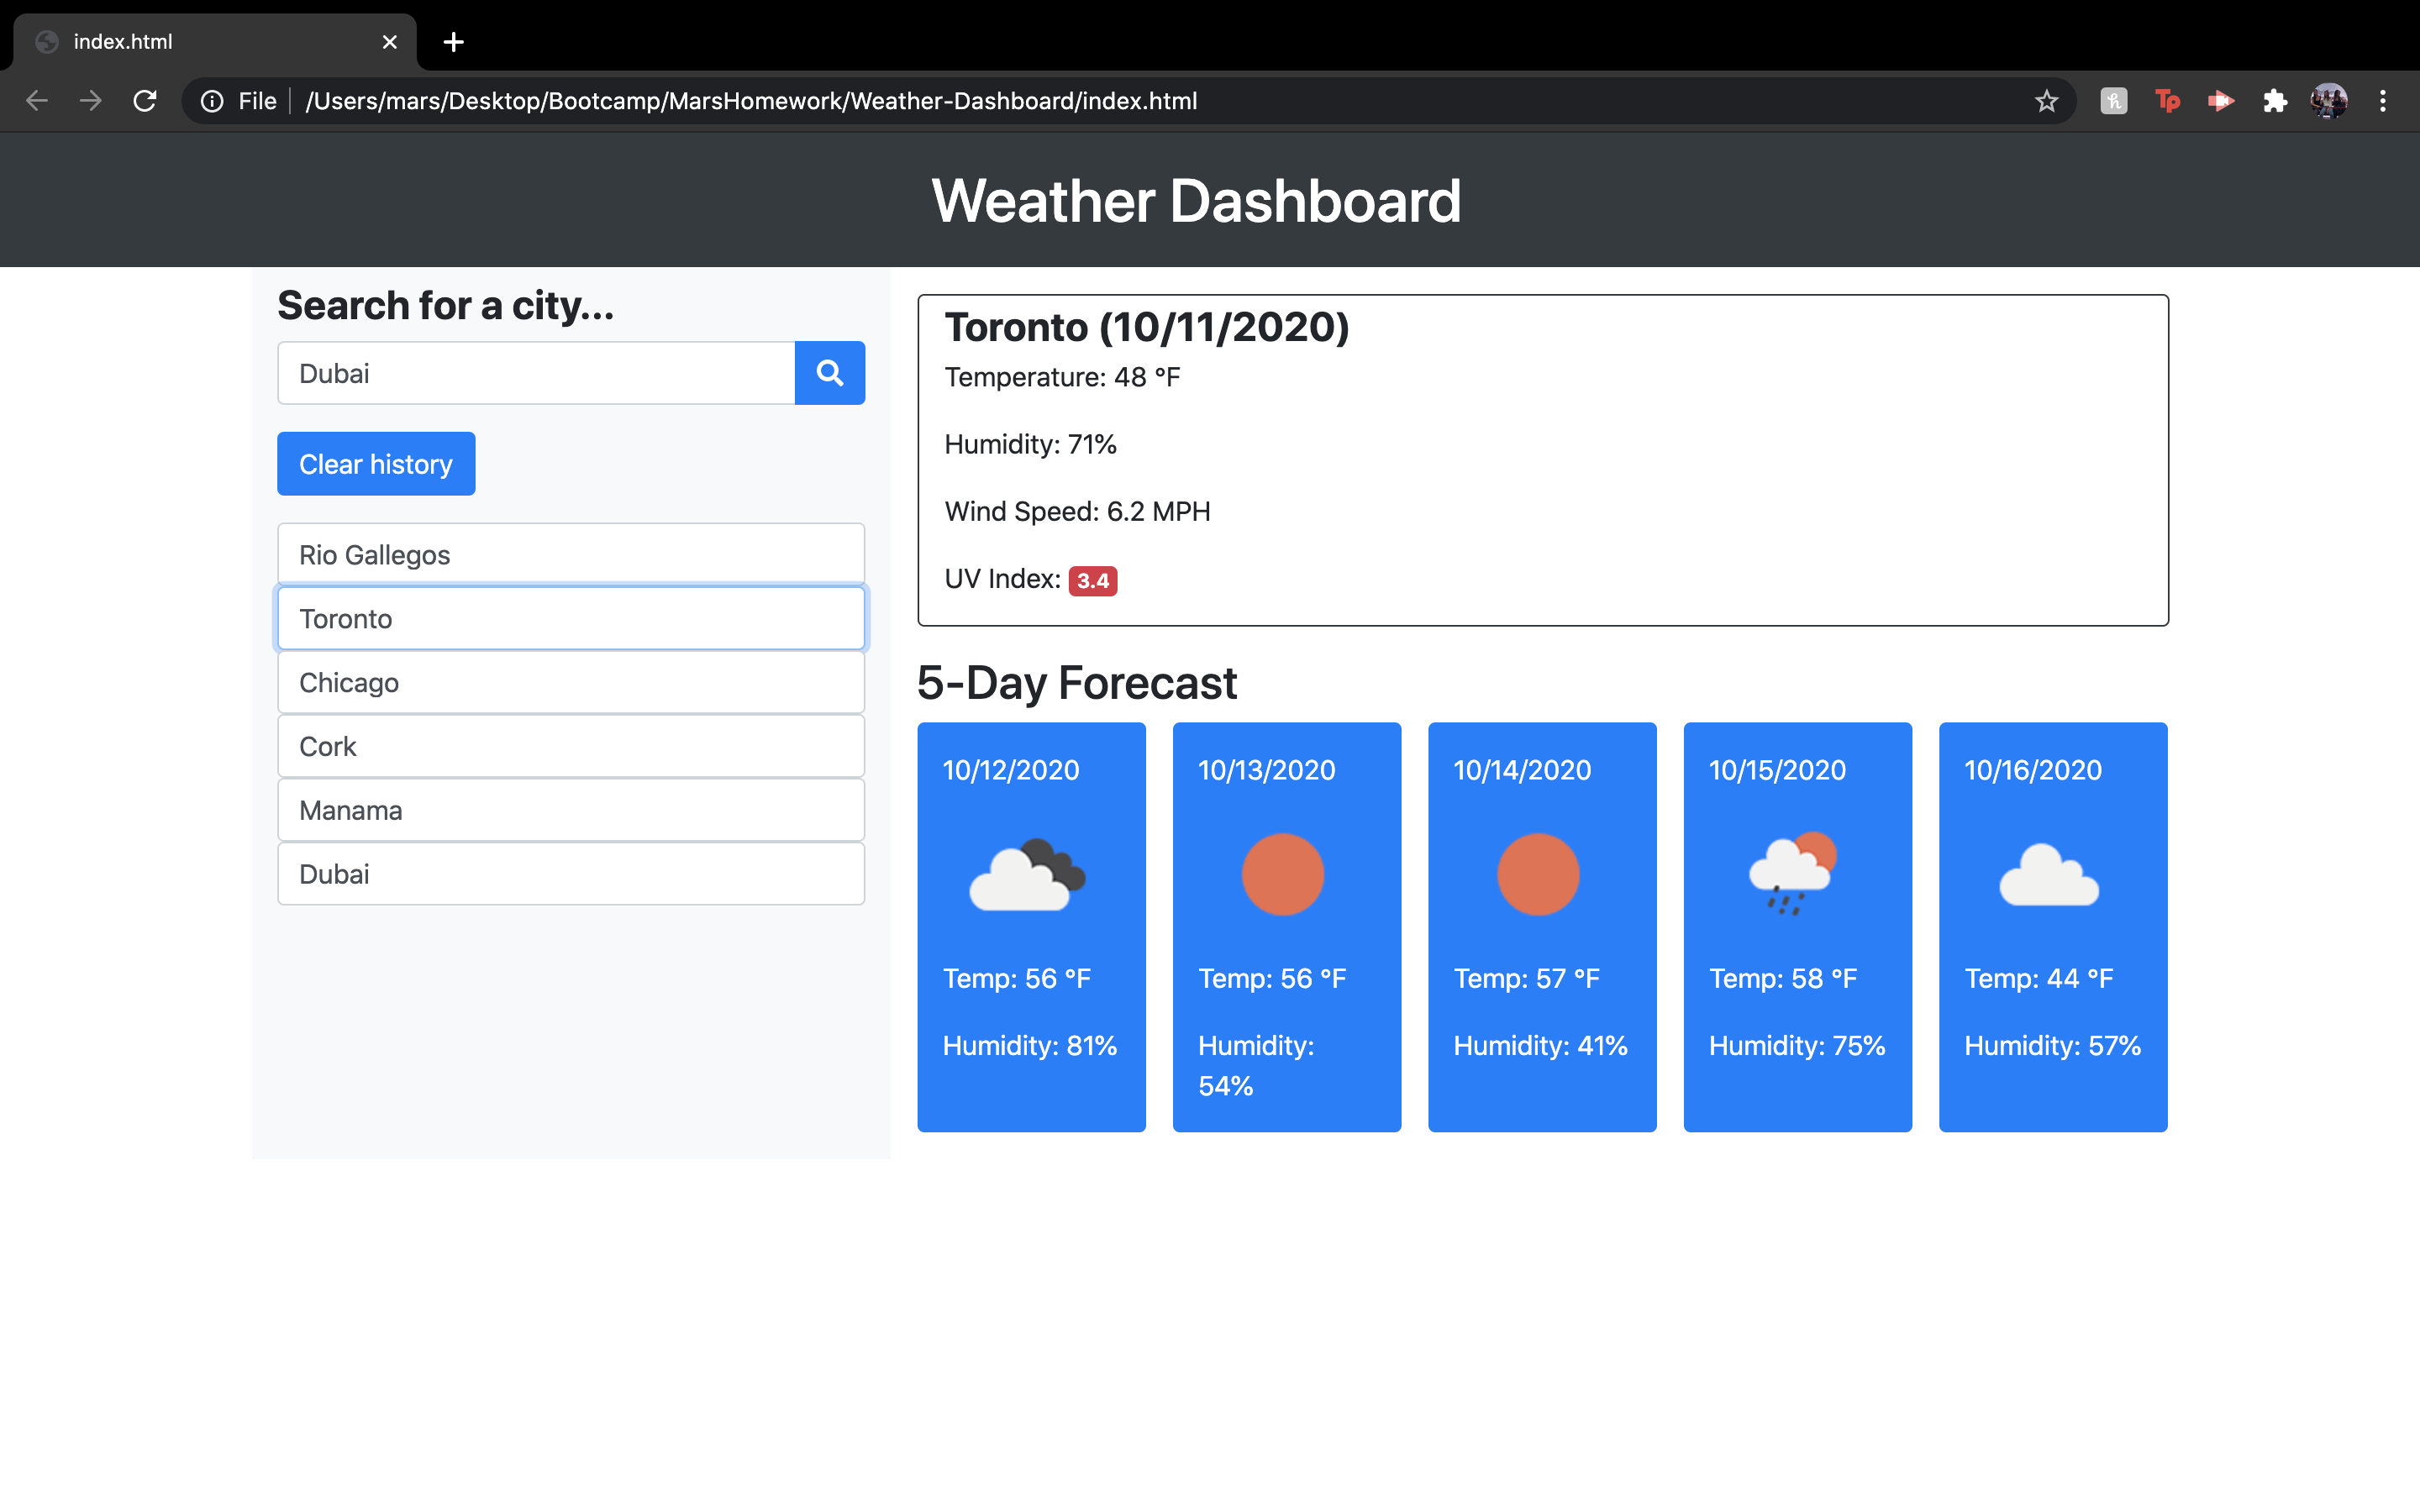 index.html
File
/Users/mars/Desktop/Bootcamp/MarsHomework/Weather-Dashboard/index.html
Tp
Weather Dashboard
Search for a city...
Dubai
Clear history
Rio Gallegos
Toronto
Chicago
Cork
Manama
Dubai
Toronto (10/11/2020)
Temperature: 48 °F
Humidity: 71%
Wind Speed: 6.2 MPH
UV Index: 3.4
5-Day Forecast
10/12/2020
Temp: 56 °F
Humidity: 81%
10/13/2020
Temp: 56 °F
Humidity:
54%
10/14/2020
Temp: 57 °F
Humidity: 41%
10/15/2020
Temp: 58 °F
Humidity: 75%
10/16/2020
Temp: 44 °F
Humidity: 57%